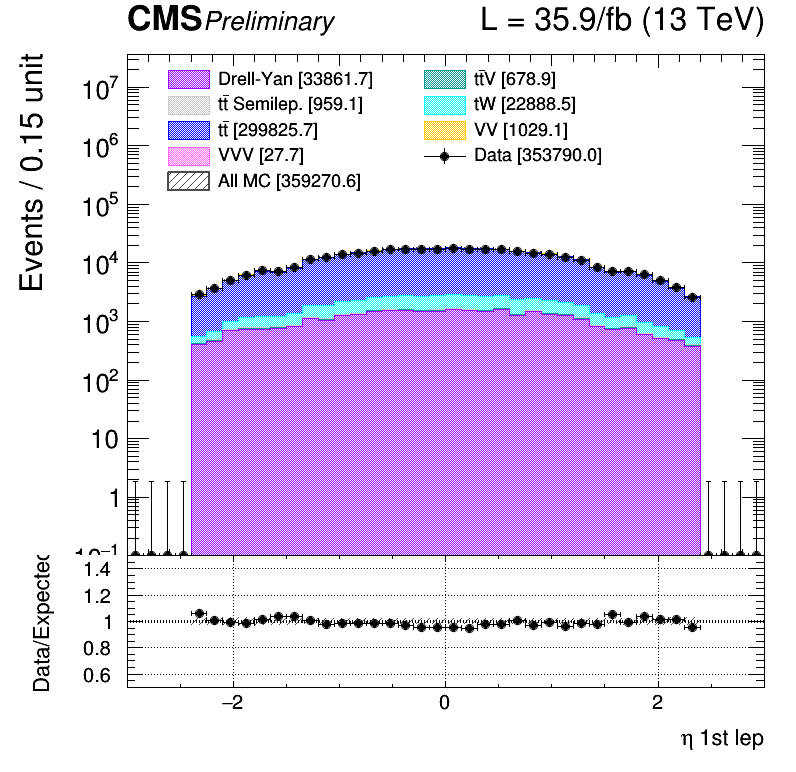 CMS Preliminary L = 35.9/fb (13 TeV)
Events / 0.15 unit
Drell-Yan [33861.7]
tt̄ Semilep. [959.1]
tt̄ [299825.7]
VVV [27.7]
All MC [359270.6]
tt̄V [678.9]
tW [22888.5]
VV [1029.1]
Data [353790.0]
10⁷
10⁶
10⁵
10⁴
10³
10²
10
1
10⁻¹
Data/Expected
1.4
1.2
1
0.8
0.6
−2 0 2
η 1st lep